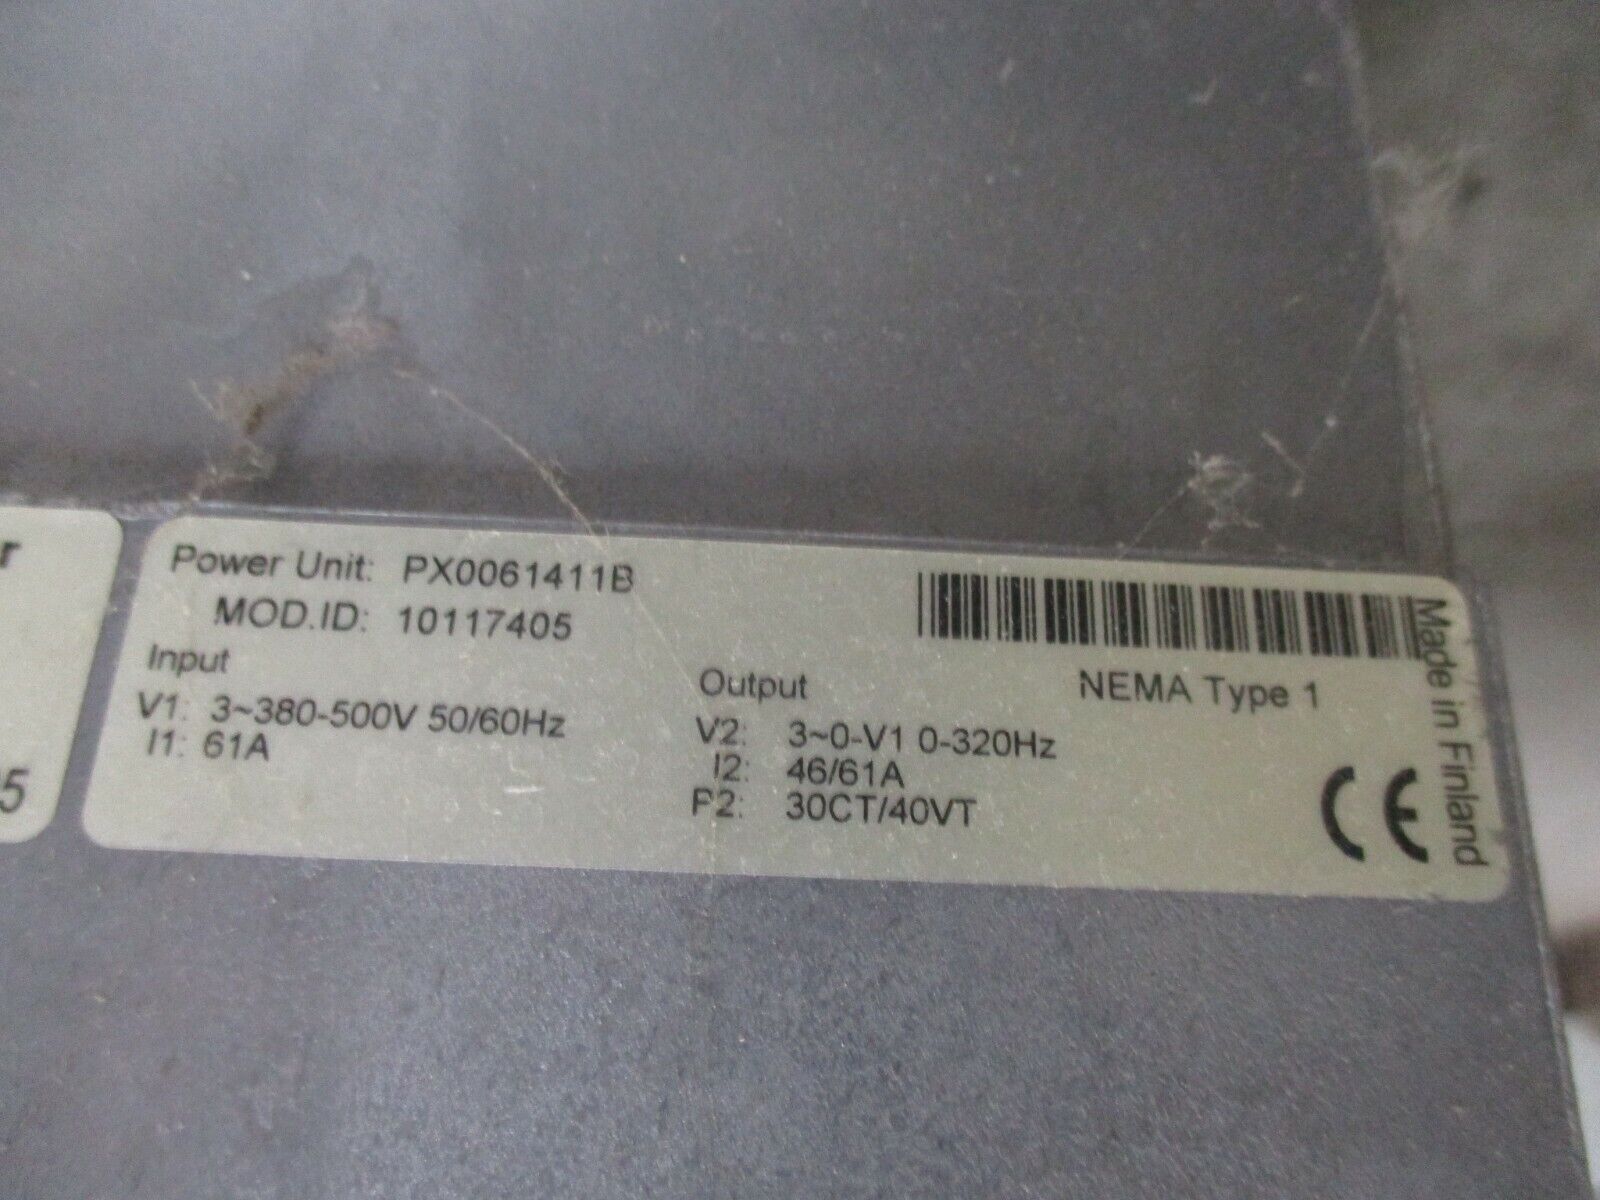 r
5
Power Unit: PX0061411B
MOD.ID: 10117405
Input
V1: 3~380-500V 50/60Hz
I1: 61A
Output
V2: 3~0-V1 0-320Hz
I2: 46/61A
P2: 30CT/40VT
NEMA Type 1
CE
Made in Finland